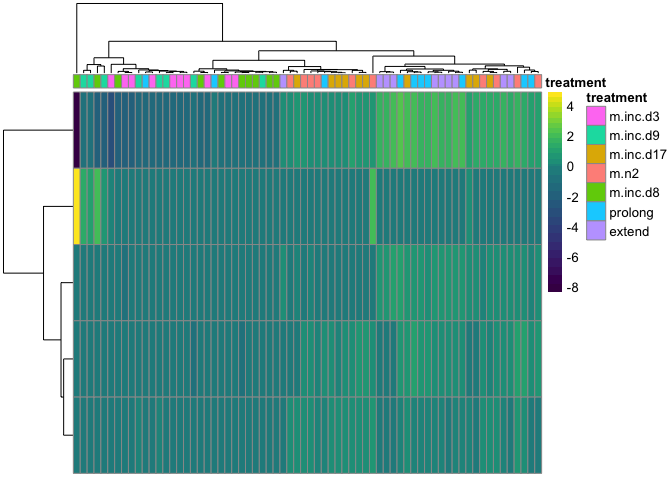 treatment
treatment
4
2
0
-2
-4
-6
-8
m.inc.d3
m.inc.d9
m.inc.d17
m.n2
m.inc.d8
prolong
extend